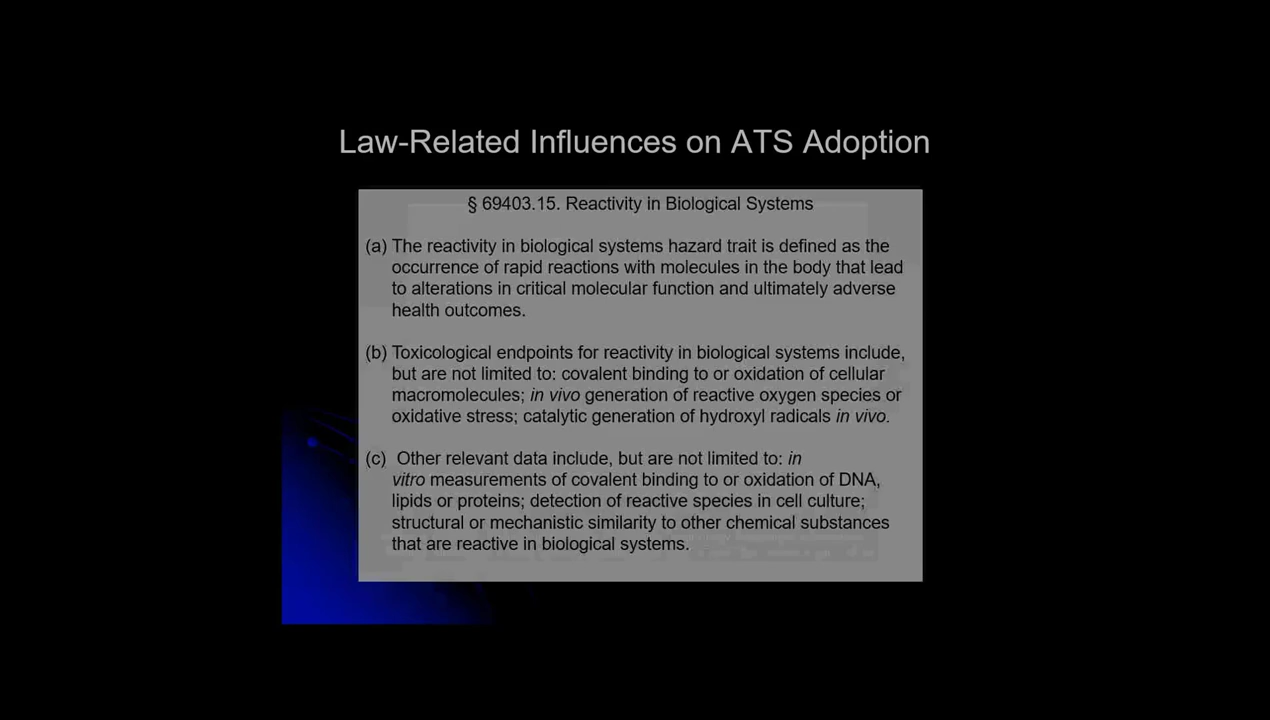 Law-Related Influences on ATS Adoption
§ 69403.15. Reactivity in Biological Systems
(a) The reactivity in biological systems hazard trait is defined as the
occurrence of rapid reactions with molecules in the body that lead
to alterations in critical molecular function and ultimately adverse
health outcomes.
(b) Toxicological endpoints for reactivity in biological systems include,
but are not limited to: covalent binding to or oxidation of cellular
macromolecules; in vivo generation of reactive oxygen species or
oxidative stress; catalytic generation of hydroxyl radicals in vivo.
(c) Other relevant data include, but are not limited to: in
vitro measurements of covalent binding to or oxidation of DNA,
lipids or proteins; detection of reactive species in cell culture;
structural or mechanistic similarity to other chemical substances
that are reactive in biological systems.